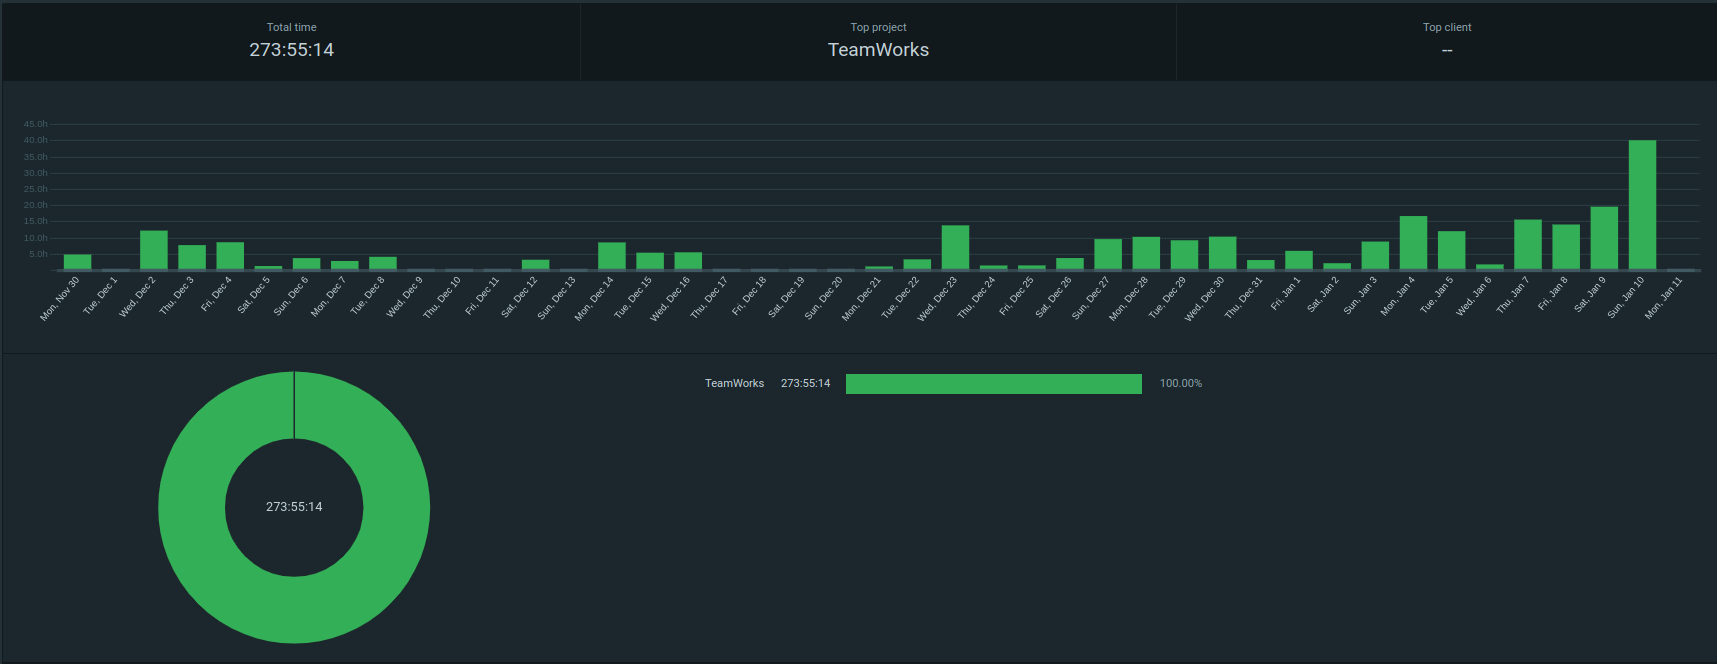 Total time
273:55:14
Top project
TeamWorks
Top client
--
45.0h
40.0h
35.0h
30.0h
25.0h
20.0h
15.0h
10.0h
5.0h
Mon, Nov 30
Tue, Dec 1
Wed, Dec 2
Thu, Dec 3
Fri, Dec 4
Sat, Dec 5
Sun, Dec 6
Mon, Dec 7
Tue, Dec 8
Wed, Dec 9
Thu, Dec 10
Fri, Dec 11
Sat, Dec 12
Sun, Dec 13
Mon, Dec 14
Tue, Dec 15
Wed, Dec 16
Thu, Dec 17
Fri, Dec 18
Sat, Dec 19
Sun, Dec 20
Mon, Dec 21
Tue, Dec 22
Wed, Dec 23
Thu, Dec 24
Fri, Dec 25
Sat, Dec 26
Sun, Dec 27
Mon, Dec 28
Tue, Dec 29
Wed, Dec 30
Thu, Dec 31
Fri, Jan 1
Sat, Jan 2
Sun, Jan 3
Mon, Jan 4
Tue, Jan 5
Wed, Jan 6
Thu, Jan 7
Fri, Jan 8
Sat, Jan 9
Sun, Jan 10
Mon, Jan 11
TeamWorks 273:55:14 100.00%
273:55:14